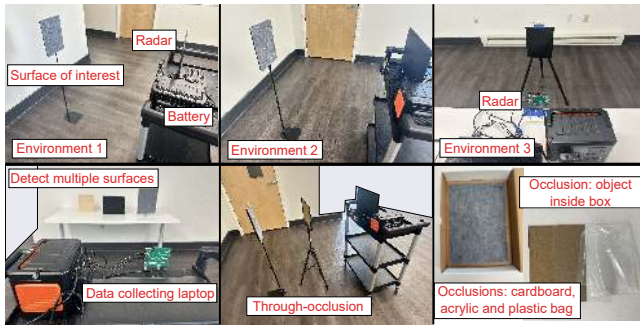 Radar
Surface of interest
Battery
Environment 1
Environment 2
Radar
Environment 3
Detect multiple surfaces
Data collecting laptop
Through-occlusion
Occlusion: object
inside box
Occlusions: cardboard,
acrylic and plastic bag